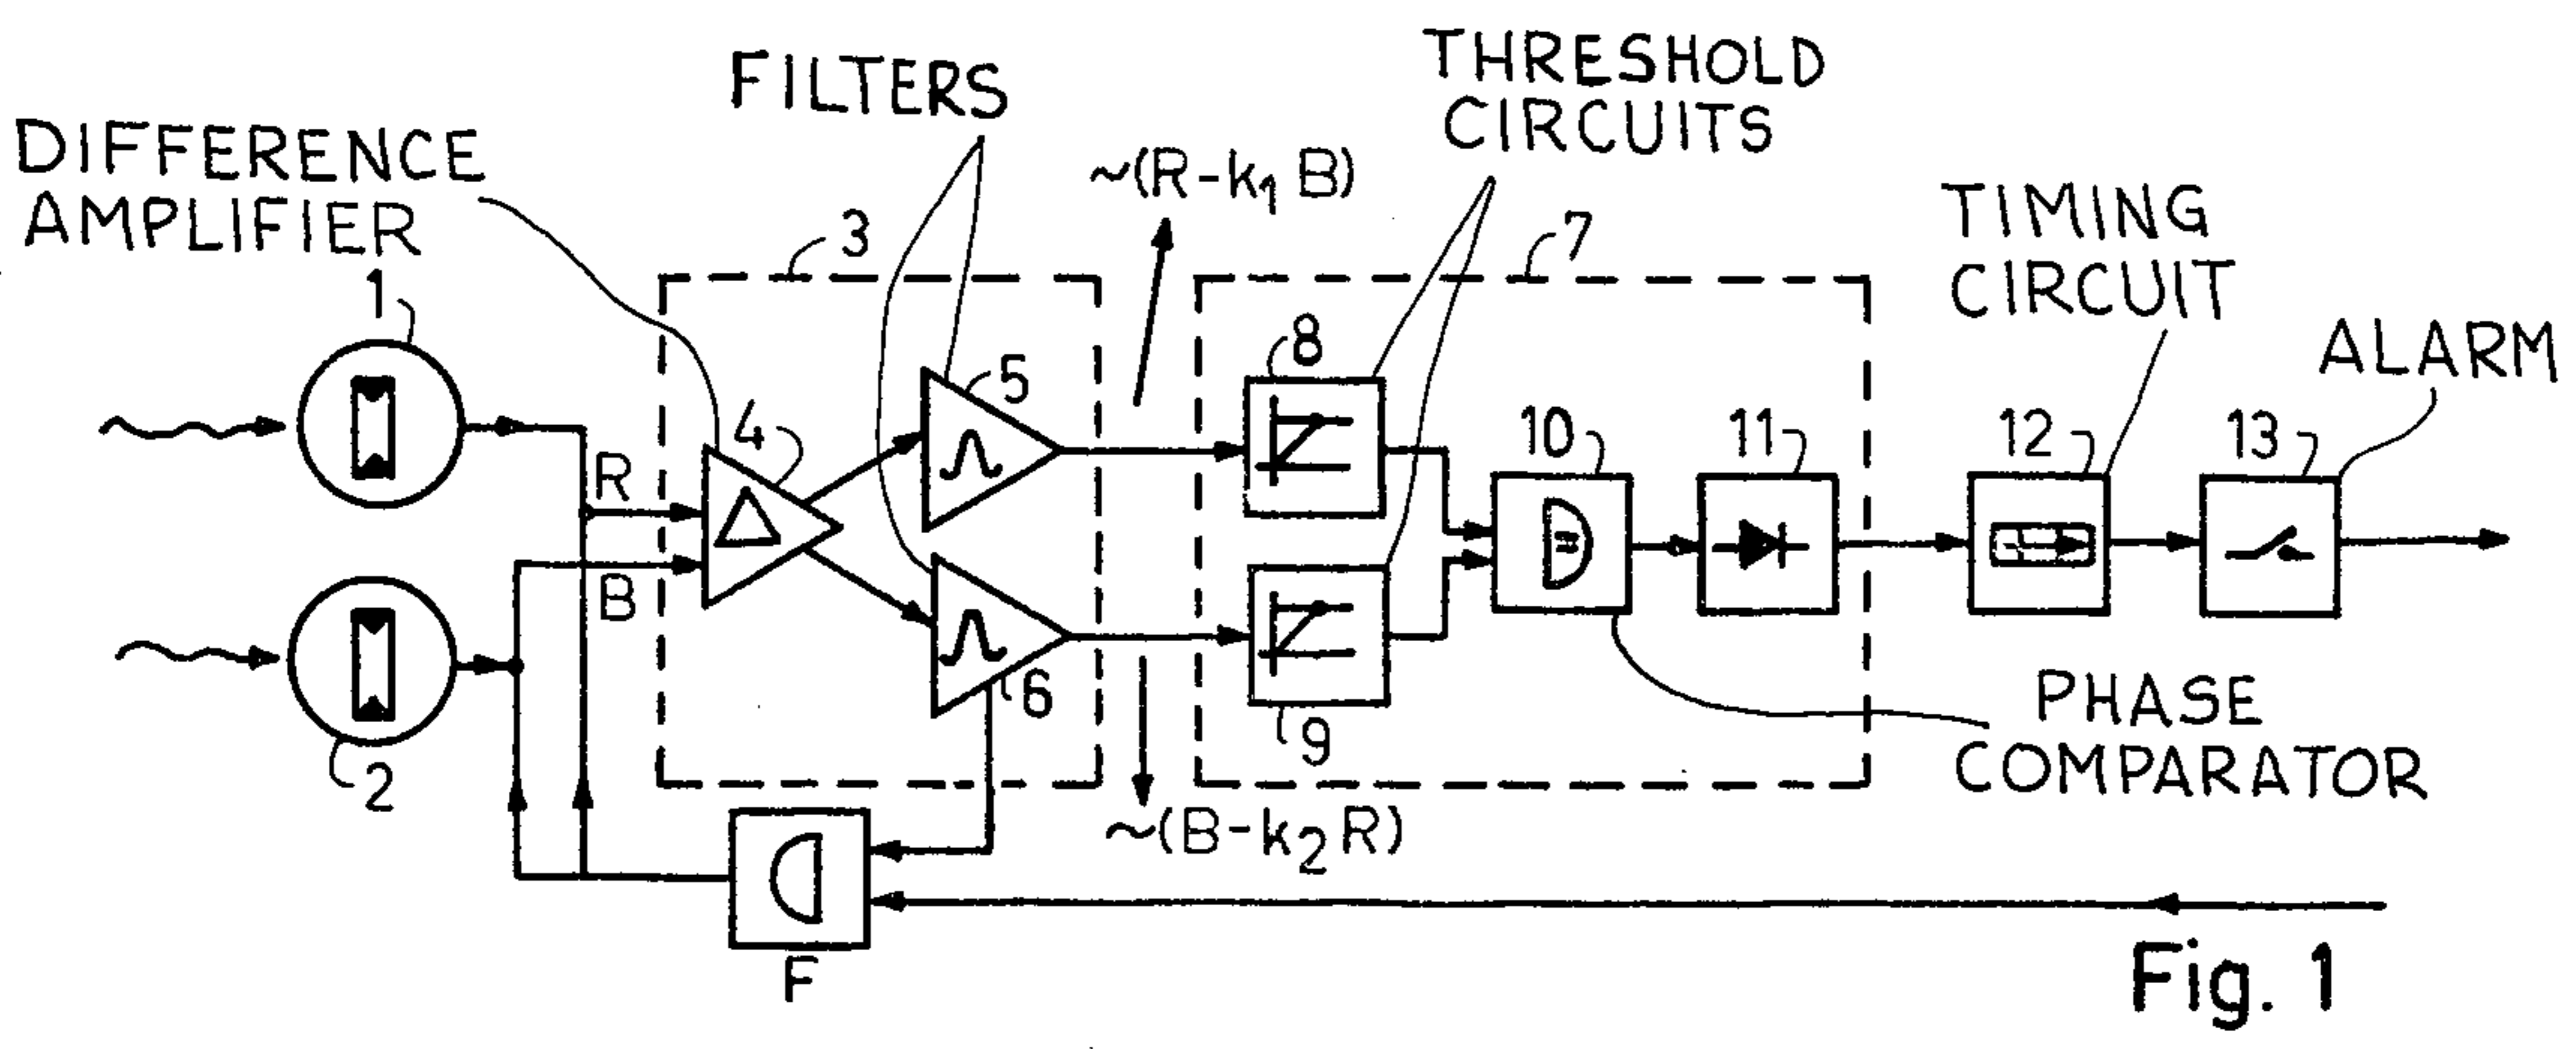 FILTERS
THRESHOLD
CIRCUITS
DIFFERENCE
AMPLIFIER
~(R-k₁B)
TIMING
CIRCUIT
ALARM
1
3
7
8
5
4
10
11
12
13
R
B
2
6
9
PHASE
COMPARATOR
~(B-k₂R)
F
Fig. 1